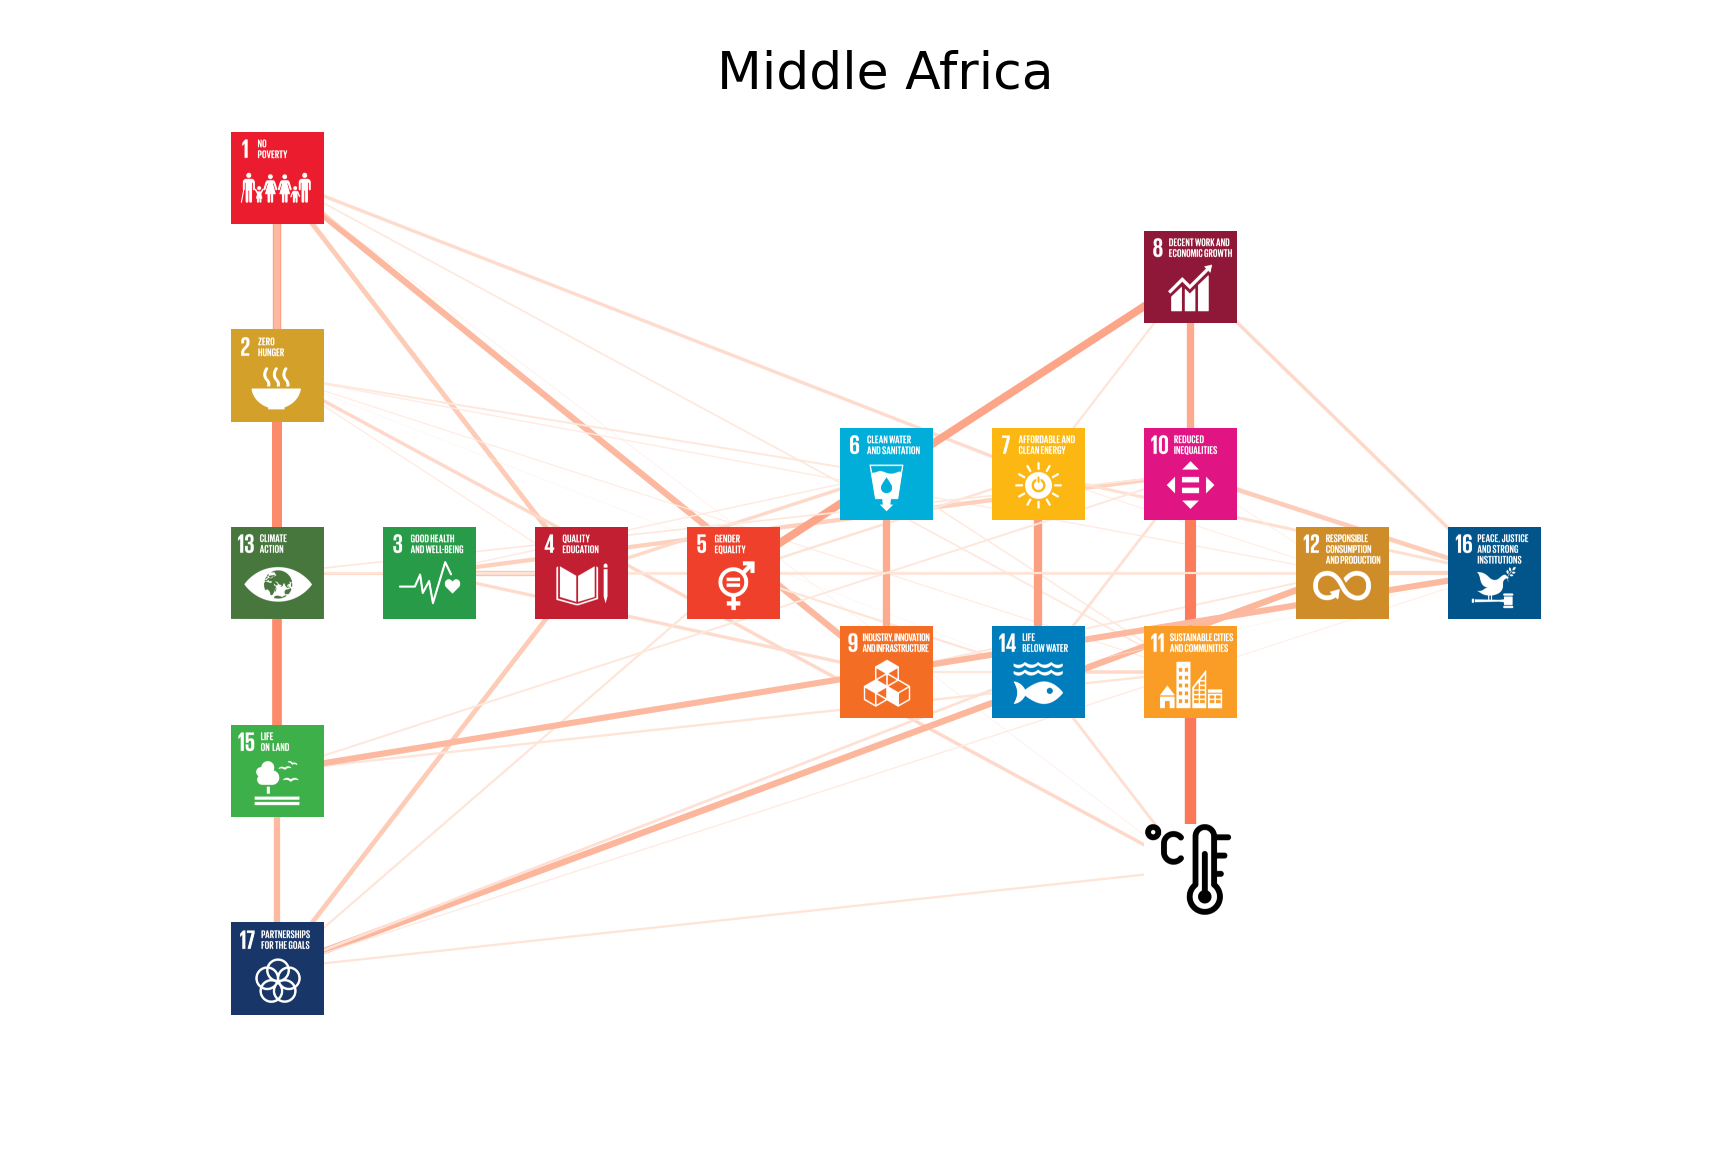 Middle Africa
1 NO
POVERTY
8 DECENT WORK AND
ECONOMIC GROWTH
2 ZERO
HUNGER
6 CLEAN WATER
AND SANITATION
7 AFFORDABLE AND
CLEAN ENERGY
10 REDUCED
INEQUALITIES
13 CLIMATE
ACTION
3 GOOD HEALTH
AND WELL-BEING
4 QUALITY
EDUCATION
5 GENDER
EQUALITY
12 RESPONSIBLE
CONSUMPTION
AND PRODUCTION
16 PEACE, JUSTICE
AND STRONG
INSTITUTIONS
9 INDUSTRY, INNOVATION
AND INFRASTRUCTURE
14 LIFE
BELOW WATER
11 SUSTAINABLE CITIES
AND COMMUNITIES
15 LIFE
ON LAND
°C
17 PARTNERSHIPS
FOR THE GOALS